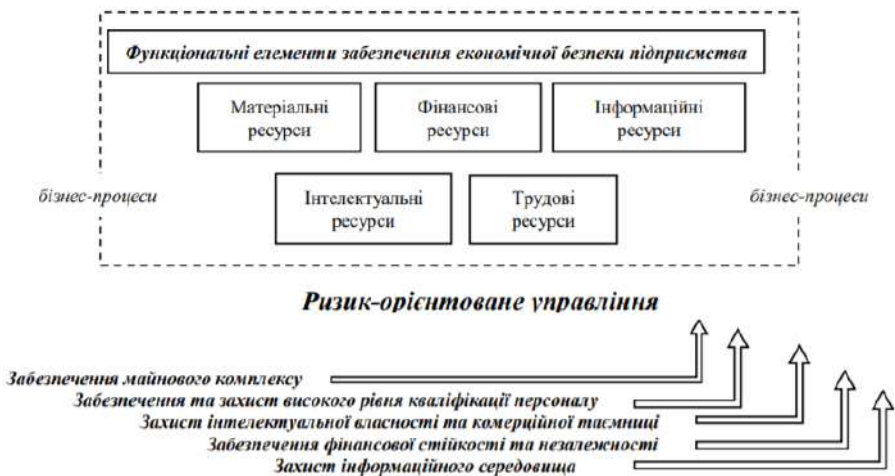 Функціональні елементи забезпечення економічної безпеки підприємства
Матеріальні
ресурси
Фінансові
ресурси
Інформаційні
ресурси
бізнес-процеси
бізнес-процеси
Інтелектуальні
ресурси
Трудові
ресурси
Ризик-орієнтоване управління
Забезпечення майнового комплексу
Забезпечення та захист високого рівня кваліфікації персоналу
Захист інтелектуальної власності та комерційної таємниці
Забезпечення фінансової стійкості та незалежності
Захист інформаційного середовища